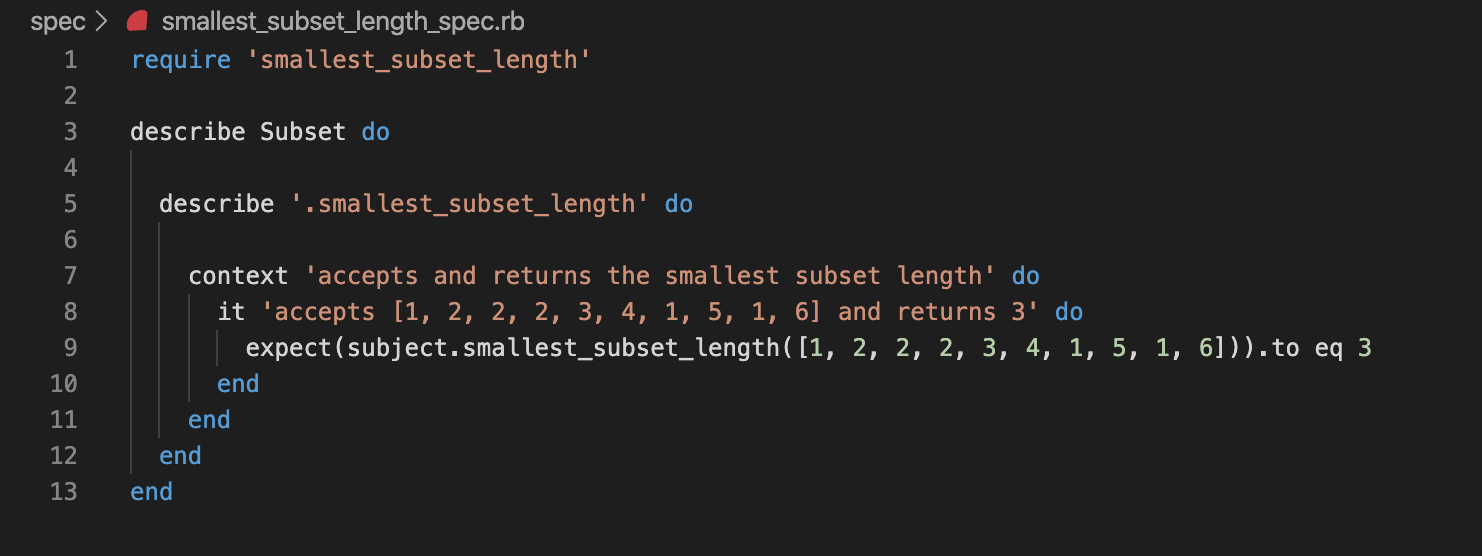 spec > smallest_subset_length_spec.rb
1 require 'smallest_subset_length'
2
3 describe Subset do
4
5 describe '.smallest_subset_length' do
6
7 context 'accepts and returns the smallest subset length' do
8 it 'accepts [1, 2, 2, 2, 3, 4, 1, 5, 1, 6] and returns 3' do
9 expect(subject.smallest_subset_length([1, 2, 2, 2, 3, 4, 1, 5, 1, 6])).to eq 3
10 end
11 end
12 end
13 end